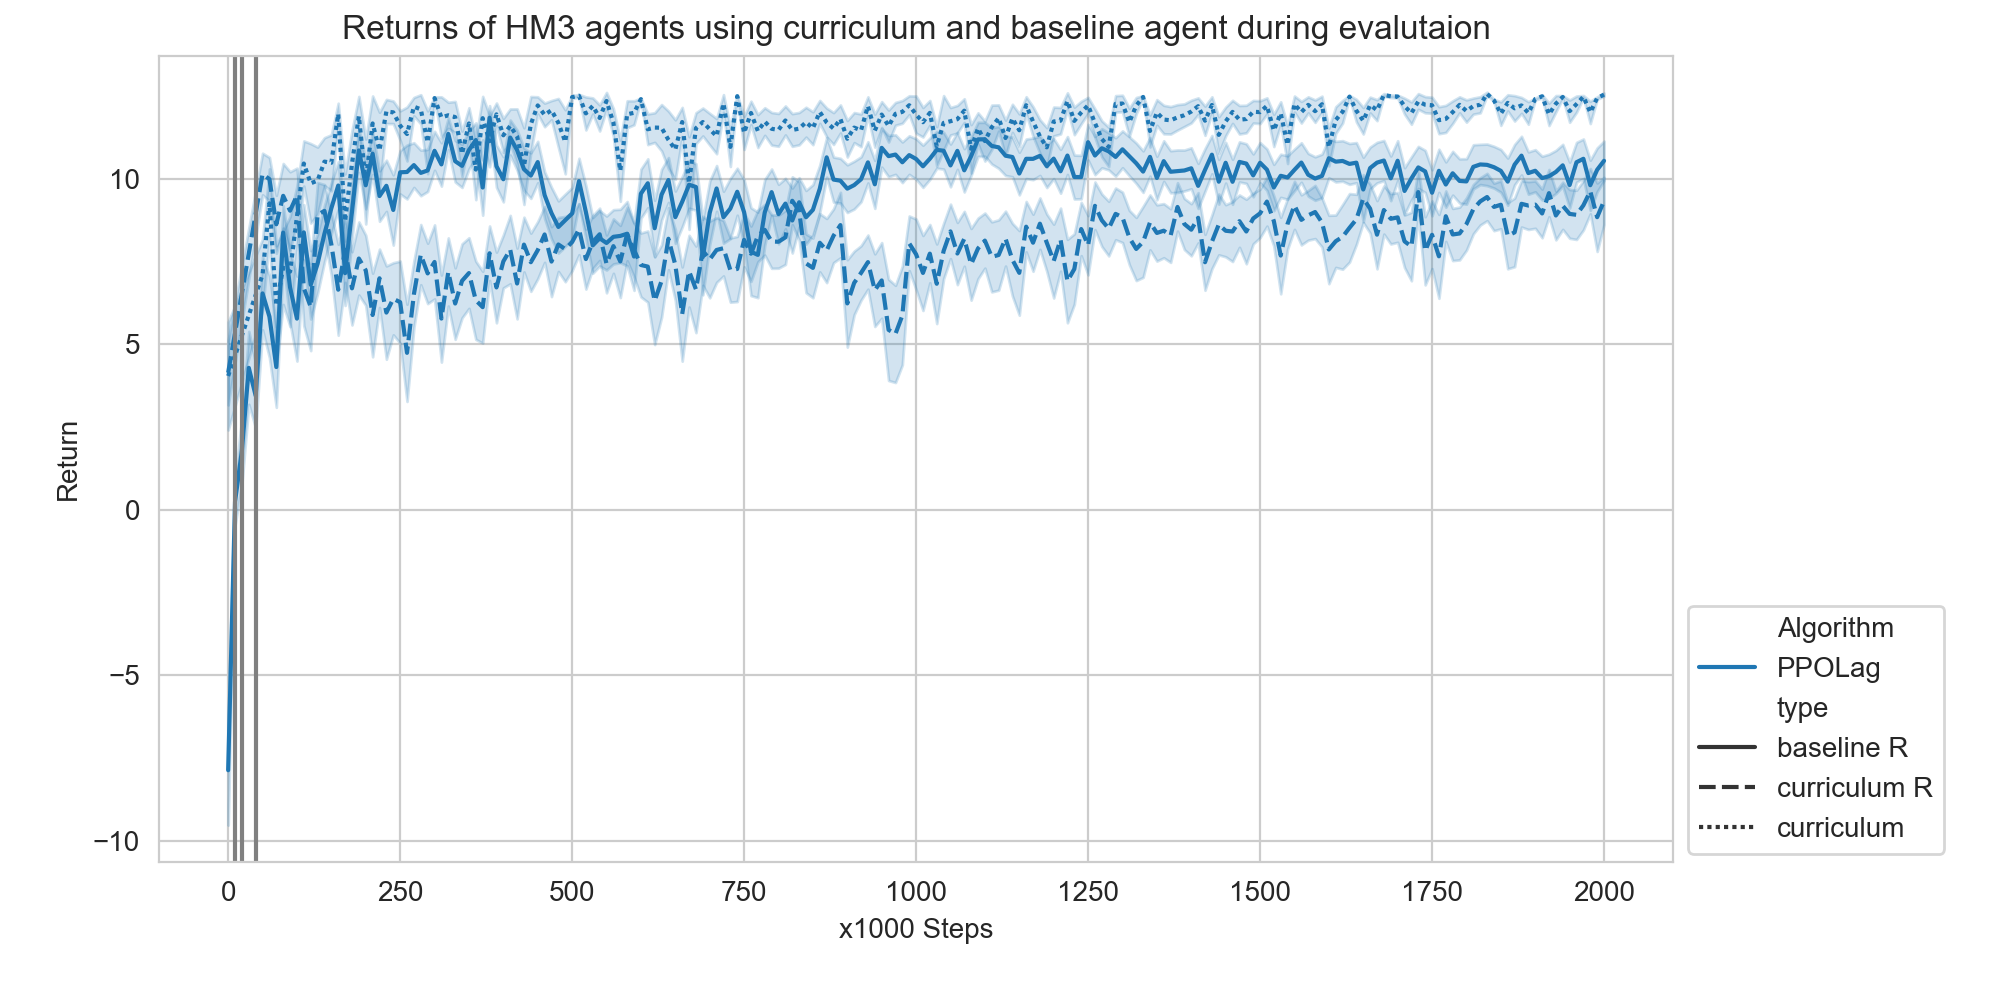 Returns of HM3 agents using curriculum and baseline agent during evalutaion
Return
10
5
0
−5
−10
0 250 500 750 1000 1250 1500 1750 2000
x1000 Steps
Algorithm
PPOLag
type
baseline R
curriculum R
curriculum